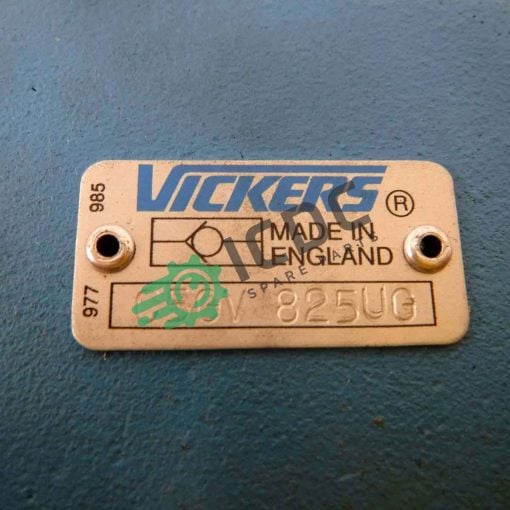 VICKERS ®
985
MADE IN
ENGLAND
977
825UG
ICDC
SPARE PARTS